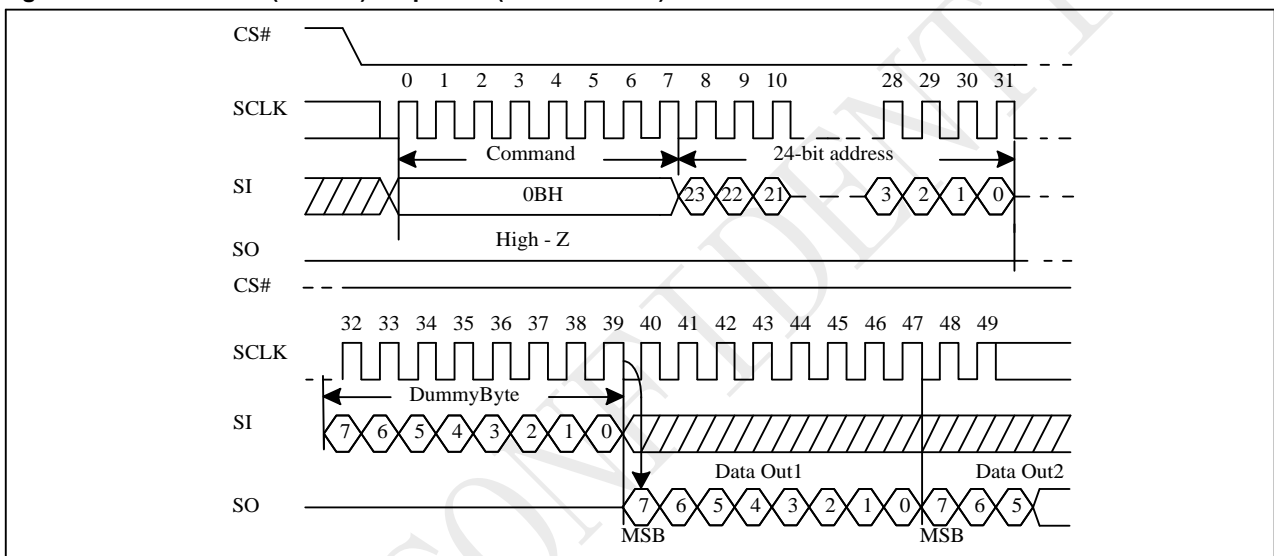 CS#
0 1 2 3 4 5 6 7 8 9 10 28 29 30 31
SCLK
Command 24-bit address
SI 0BH 23 22 21 3 2 1 0
High - Z
SO
CS#
32 33 34 35 36 37 38 39 40 41 42 43 44 45 46 47 48 49
SCLK
DummyByte
SI 7 6 5 4 3 2 1 0
Data Out1 Data Out2
SO 7 6 5 4 3 2 1 0 7 6 5
MSB MSB